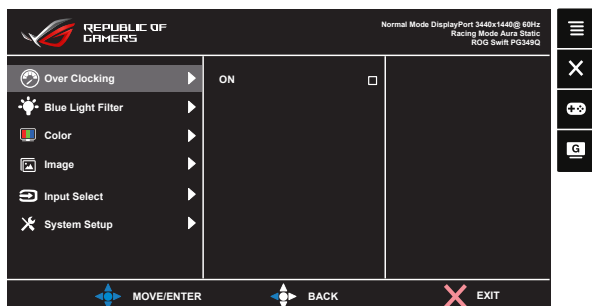 REPUBLIC OF
GAMERS
Normal Mode DisplayPort 3440x1440@ 60Hz
Racing Mode Aura Static
ROG Swift PG349Q
Over Clocking
ON
Blue Light Filter
Color
Image
Input Select
System Setup
G
MOVE/ENTER
BACK
EXIT